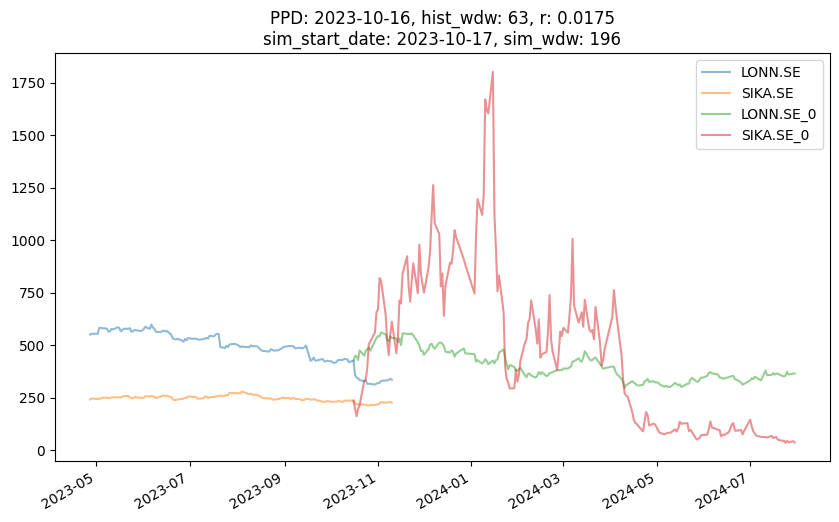 PPD: 2023-10-16, hist_wdw: 63, r: 0.0175
sim_start_date: 2023-10-17, sim_wdw: 196
LONN.SE
SIKA.SE
LONN.SE_0
SIKA.SE_0
1750
1500
1250
1000
750
500
250
0
2023-05
2023-07
2023-09
2023-11
2024-01
2024-03
2024-05
2024-07